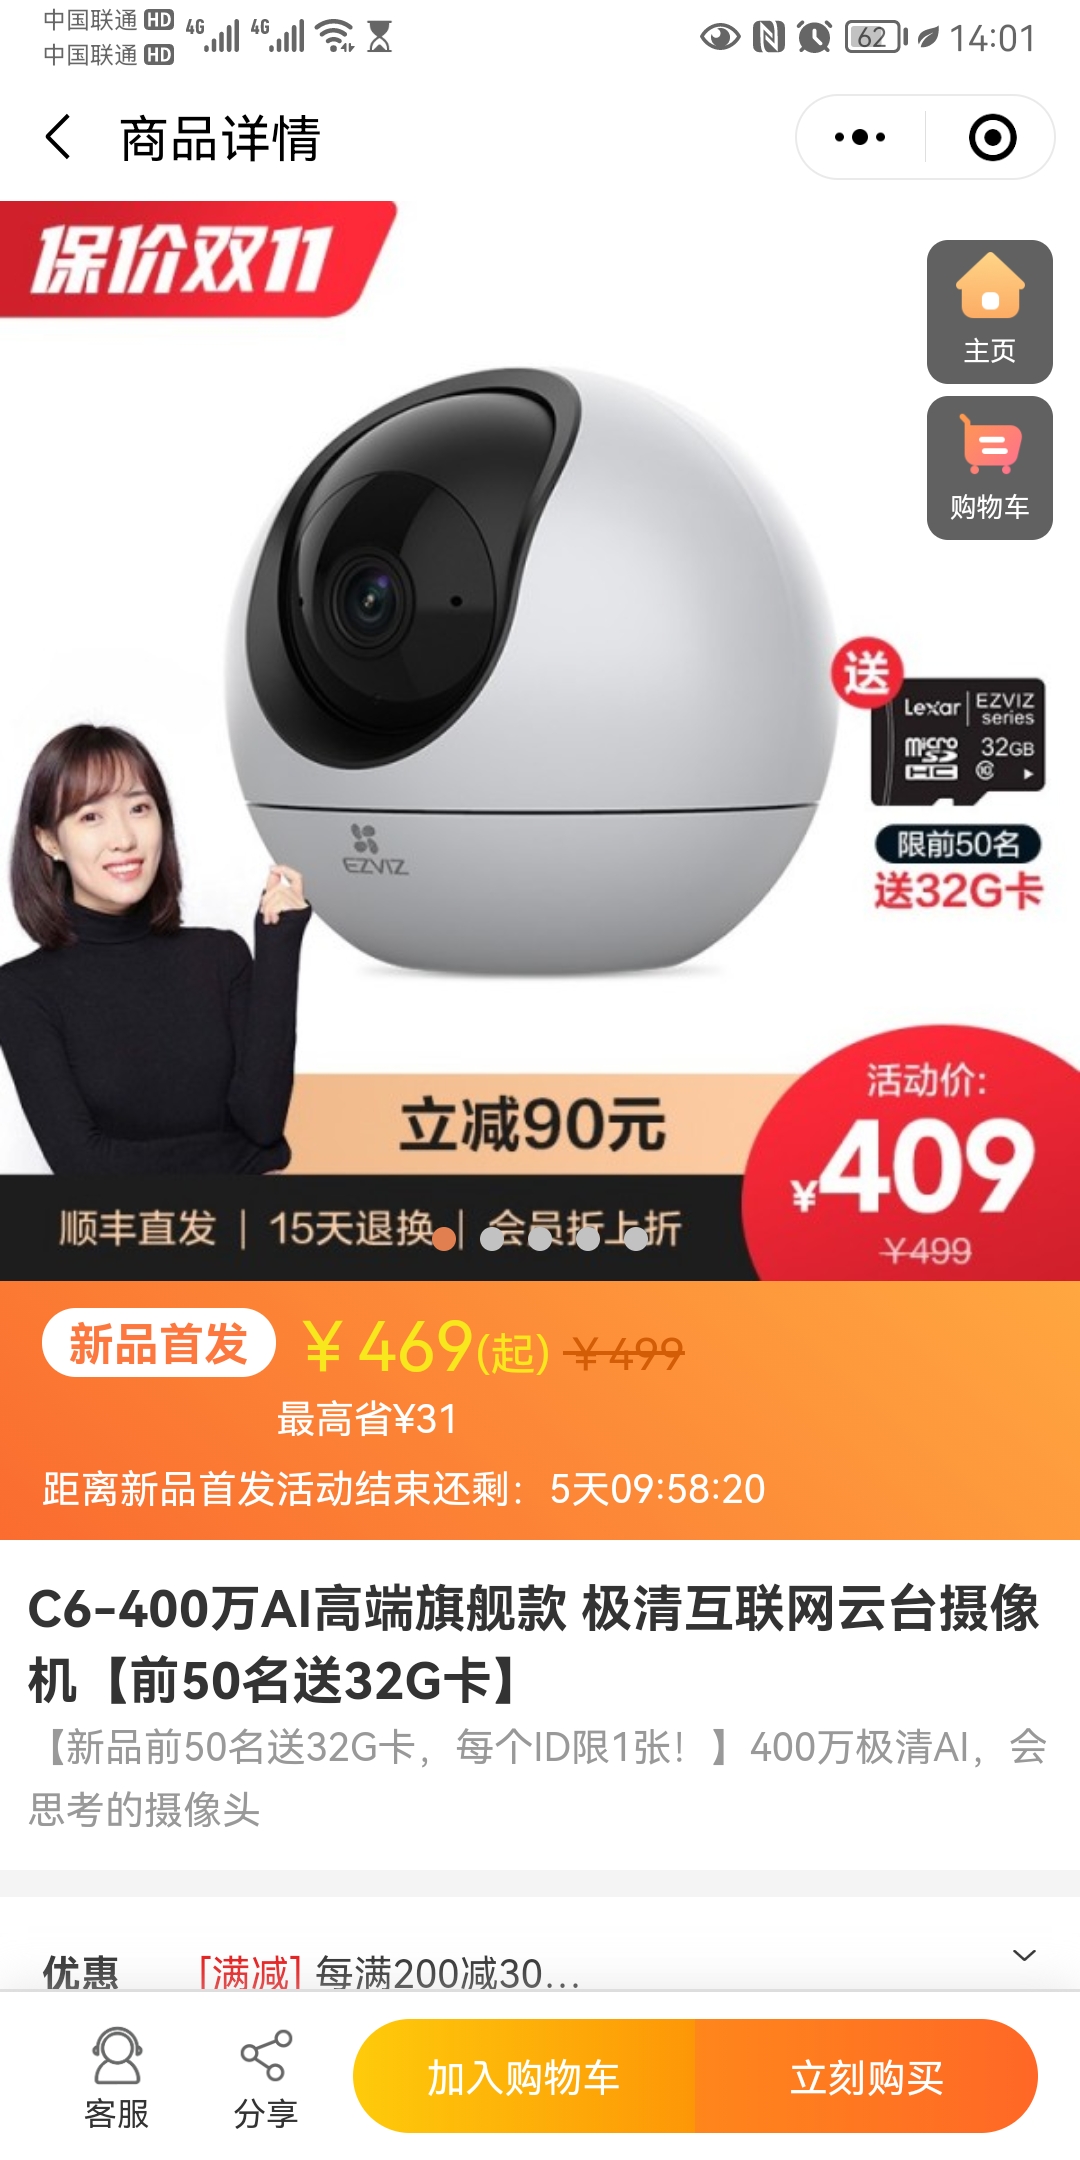 中国联通 HD
中国联通 HD
4G 4G
62 14:01
商品详情
保价双11
主页
购物车
送
Lexar EZVIZ series
micro SD HC 32GB
10
EZVIZ
限前50名
送32G卡
活动价:
立减90元
¥409
顺丰直发 | 15天退换 | 会员折上折
¥499
新品首发 ¥469(起) ¥499
最高省¥31
距离新品首发活动结束还剩：5天09:58:20
C6-400万AI高端旗舰款 极清互联网云台摄像
机【前50名送32G卡】
【新品前50名送32G卡，每个ID限1张！】400万极清AI，会
思考的摄像头
优惠 [满减] 每满200减30...
客服 分享 加入购物车 立刻购买